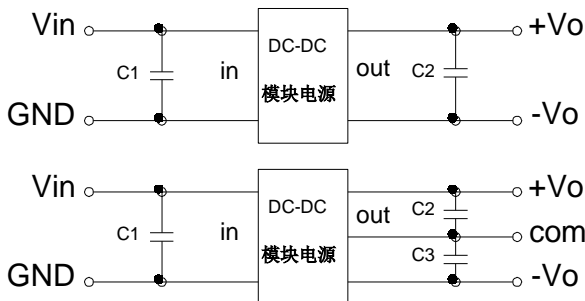 Vin
DC-DC
+Vo
C1
in
out
C2
模块电源
GND
-Vo
Vin
DC-DC
+Vo
out
C2
C1
in
com
模块电源
C3
GND
-Vo